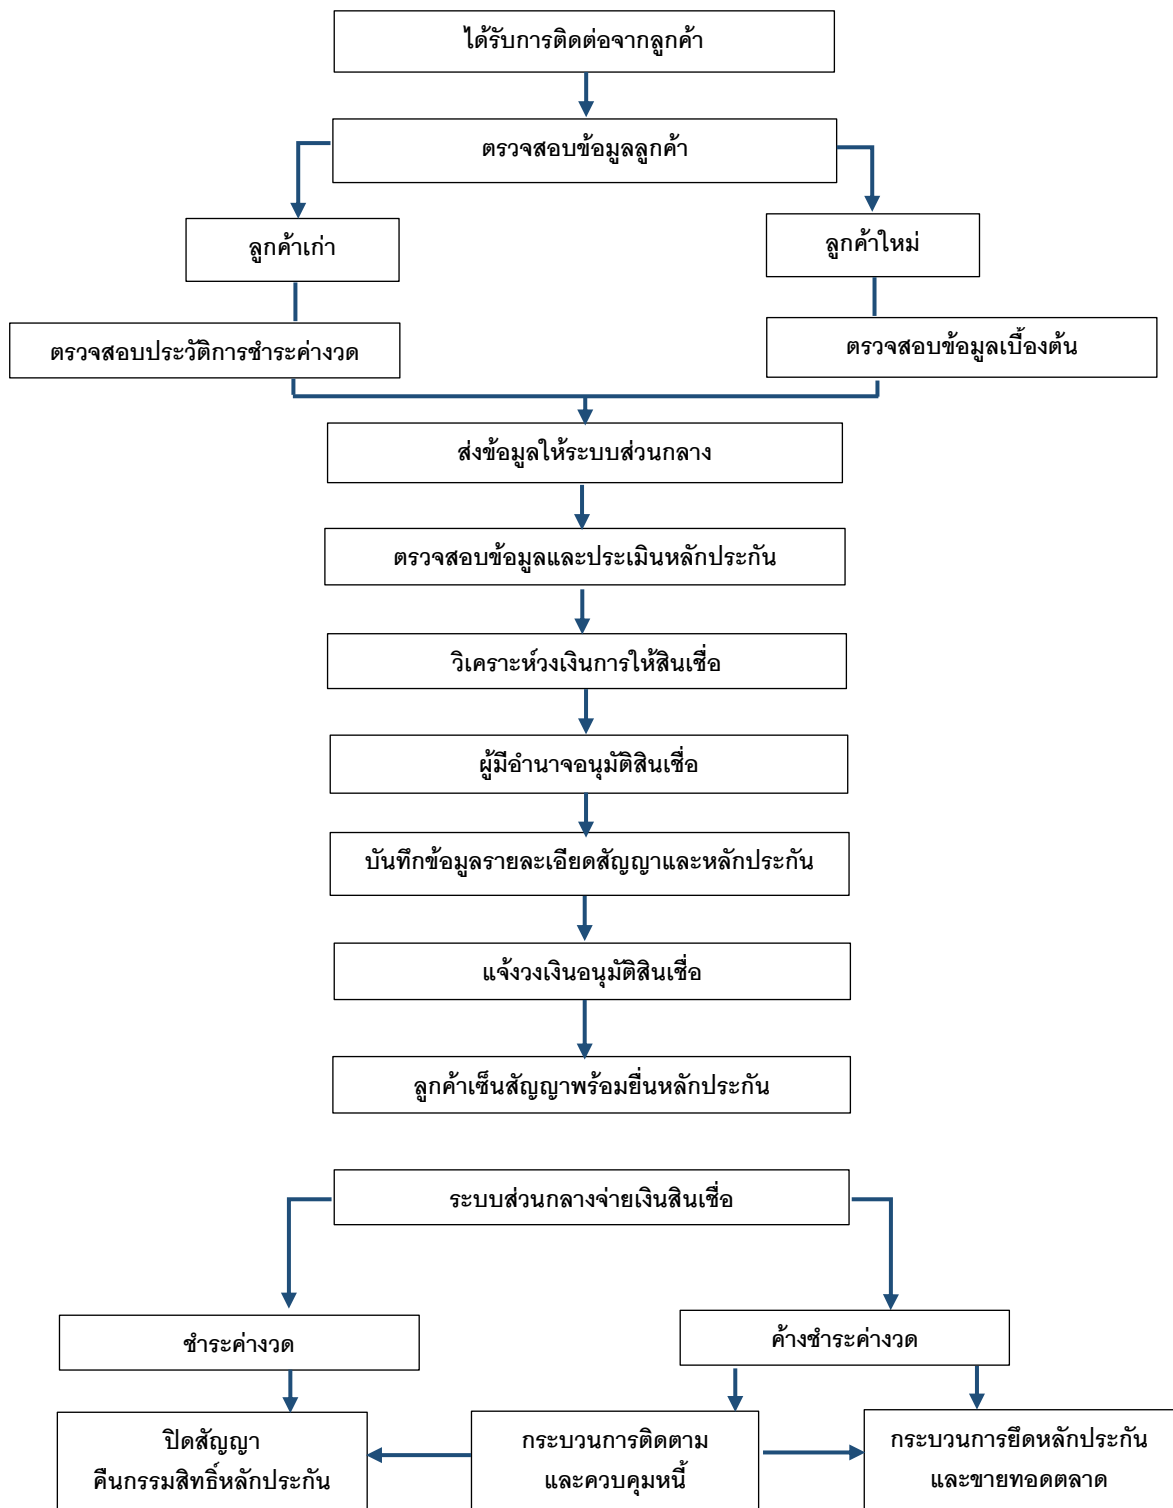 ได้รับการติดต่อจากลูกค้า
ตรวจสอบข้อมูลลูกค้า
ลูกค้าเก่า
ลูกค้าใหม่
ตรวจสอบประวัติการชำระค่างวด
ตรวจสอบข้อมูลเบื้องต้น
ส่งข้อมูลให้ระบบส่วนกลาง
ตรวจสอบข้อมูลและประเมินหลักประกัน
วิเคราะห์วงเงินการให้สินเชื่อ
ผู้มีอำนาจอนุมัติสินเชื่อ
บันทึกข้อมูลรายละเอียดสัญญาและหลักประกัน
แจ้งวงเงินอนุมัติสินเชื่อ
ลูกค้าเซ็นสัญญาพร้อมยื่นหลักประกัน
ระบบส่วนกลางจ่ายเงินสินเชื่อ
ชำระค่างวด
ค้างชำระค่างวด
ปิดสัญญา
คืนกรรมสิทธิ์หลักประกัน
กระบวนการติดตาม
และควบคุมหนี้
กระบวนการยึดหลักประกัน
และขายทอดตลาด